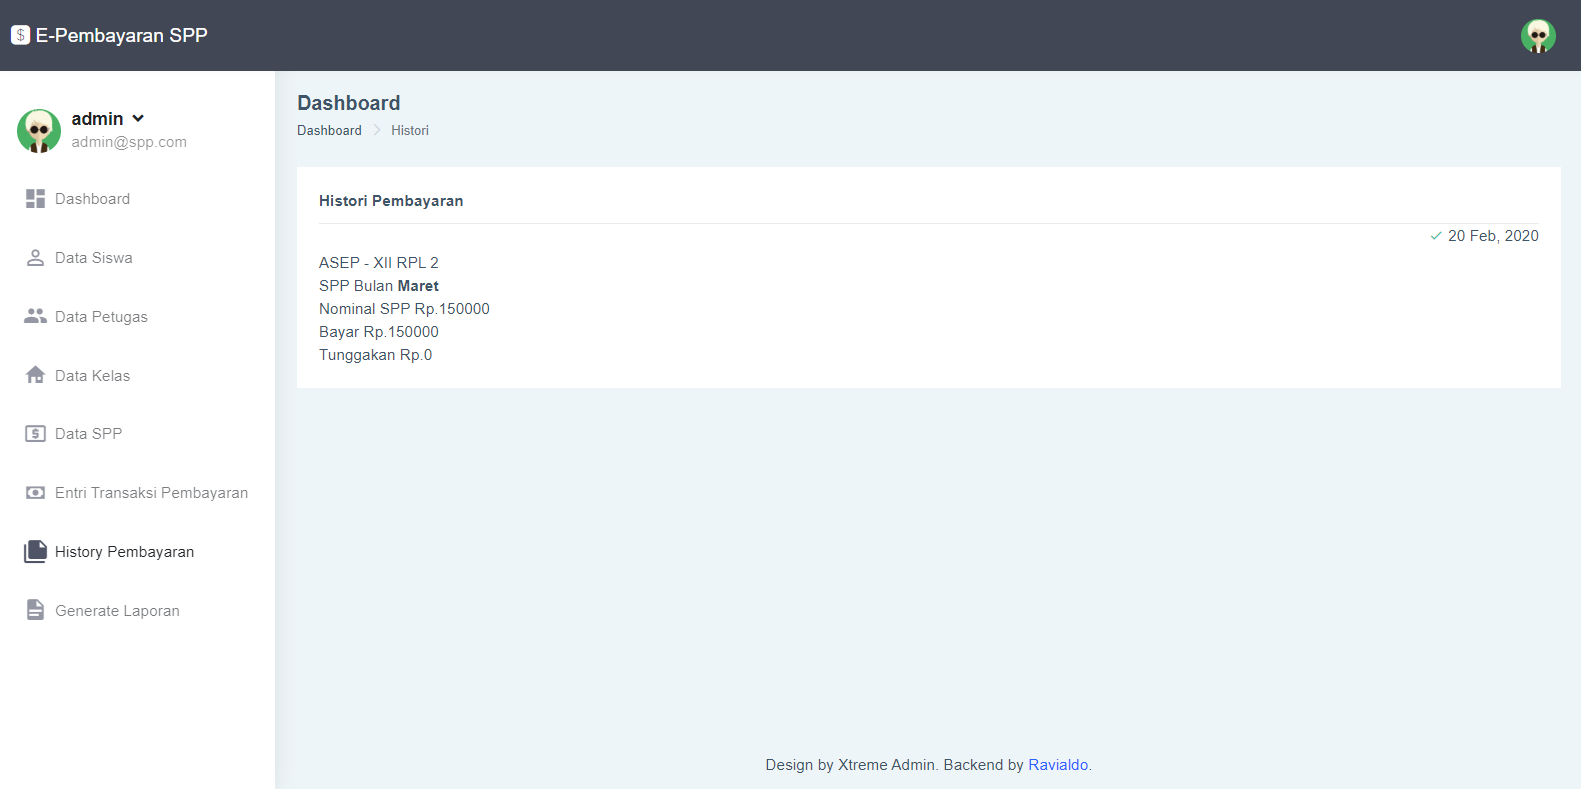 $ E-Pembayaran SPP
admin
admin@spp.com
Dashboard
Data Siswa
Data Petugas
Data Kelas
Data SPP
Entri Transaksi Pembayaran
History Pembayaran
Generate Laporan
Dashboard
Dashboard Histori
Histori Pembayaran
20 Feb, 2020
ASEP - XII RPL 2
SPP Bulan Maret
Nominal SPP Rp.150000
Bayar Rp.150000
Tunggakan Rp.0
Design by Xtreme Admin. Backend by Ravialdo.